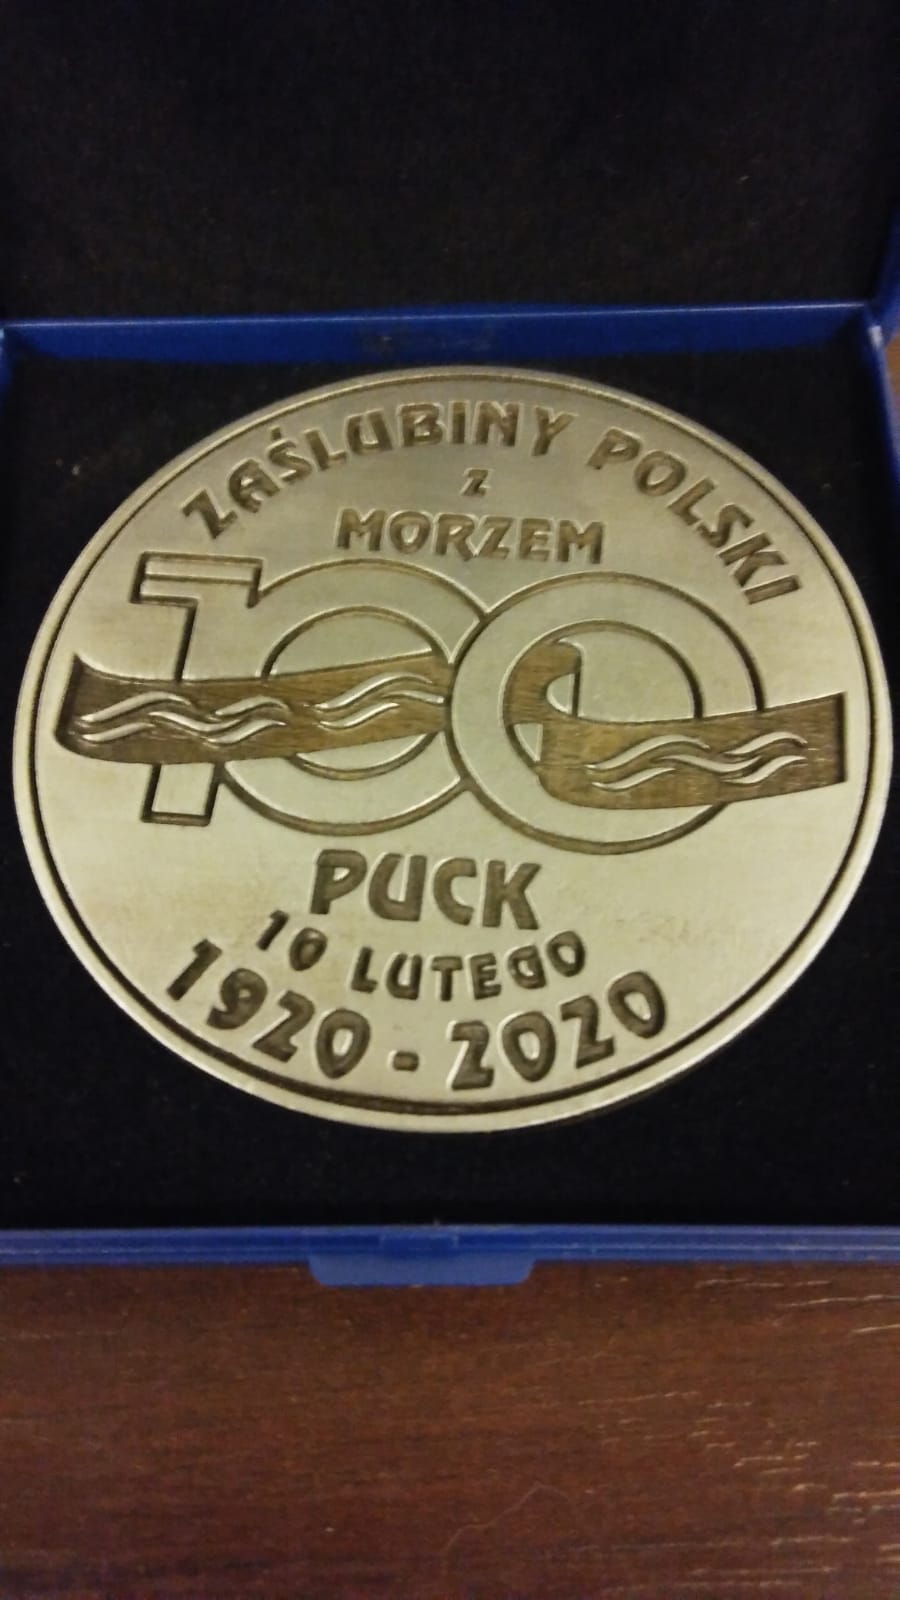 ZAŚLUBINY POLSKI
Z
MORZEM
100
PUCK
10 LUTEGO
1920 - 2020